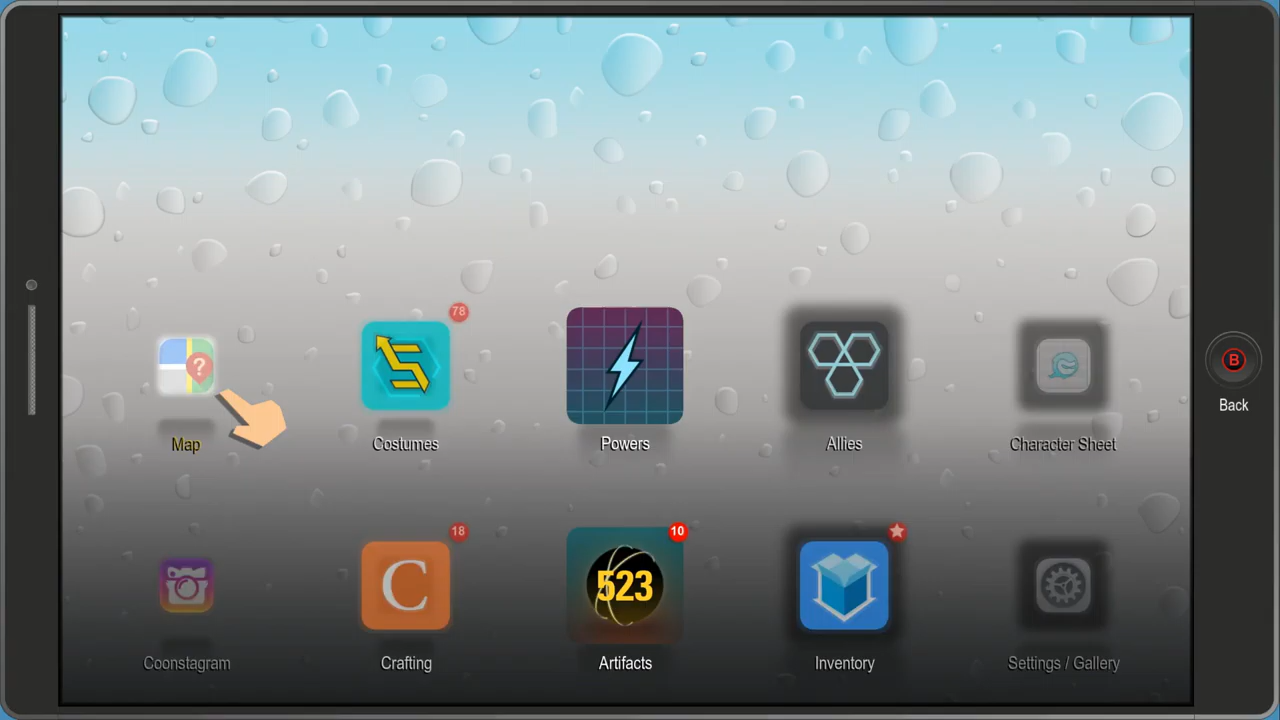 78
?
Map
Costumes
Powers
Allies
Character Sheet
B
Back
18
10
C
523
Coonstagram
Crafting
Artifacts
Inventory
Settings / Gallery